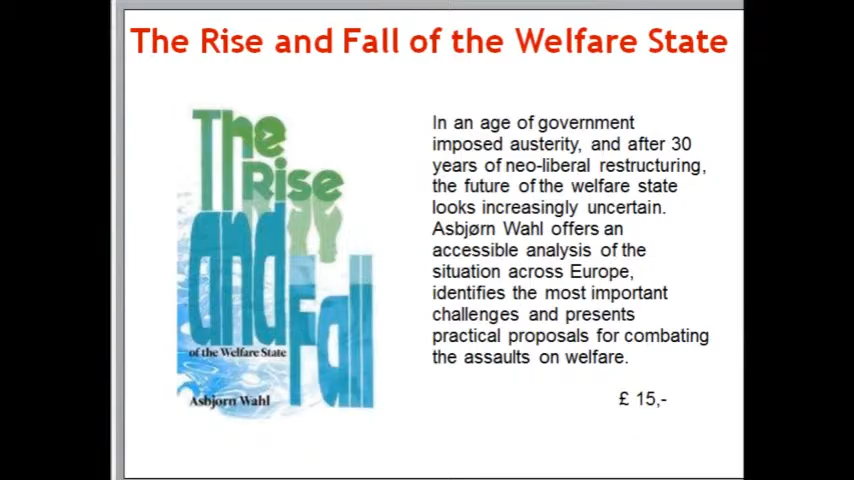 The Rise and Fall of the Welfare State
The
Rise
and
Fall
of the Welfare State
Asbjørn Wahl
In an age of government
imposed austerity, and after 30
years of neo-liberal restructuring,
the future of the welfare state
looks increasingly uncertain.
Asbjørn Wahl offers an
accessible analysis of the
situation across Europe,
identifies the most important
challenges and presents
practical proposals for combating
the assaults on welfare.
£ 15,-